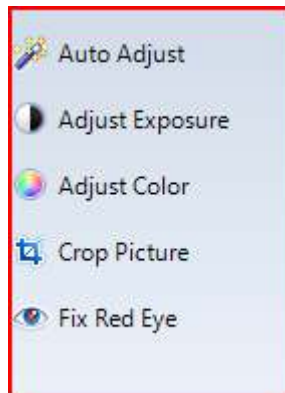 Auto Adjust
Adjust Exposure
Adjust Color
Crop Picture
Fix Red Eye